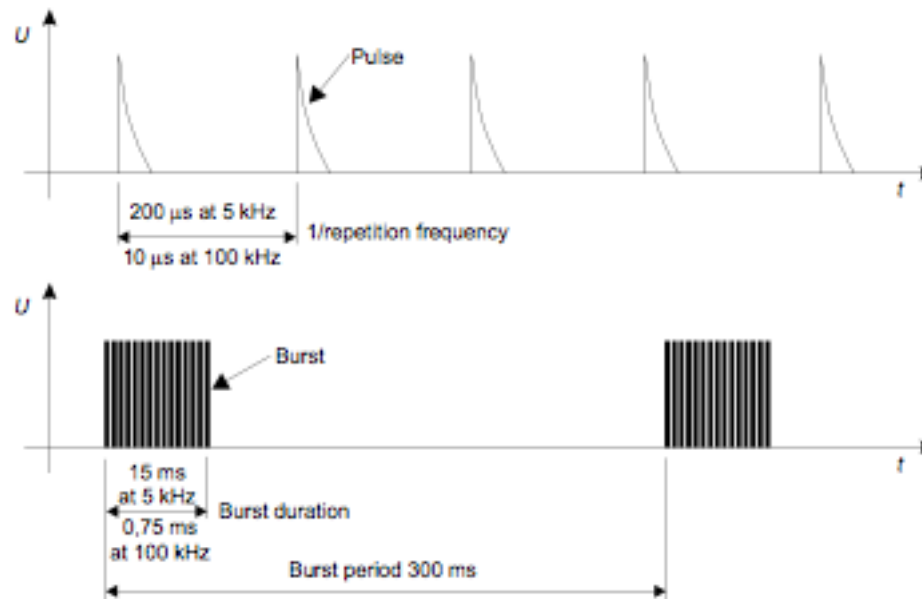 U
Pulse
t
200 μs at 5 kHz
1/repetition frequency
10 μs at 100 kHz
U
Burst
t
15 ms
at 5 kHz
Burst duration
0,75 ms
at 100 kHz
Burst period 300 ms